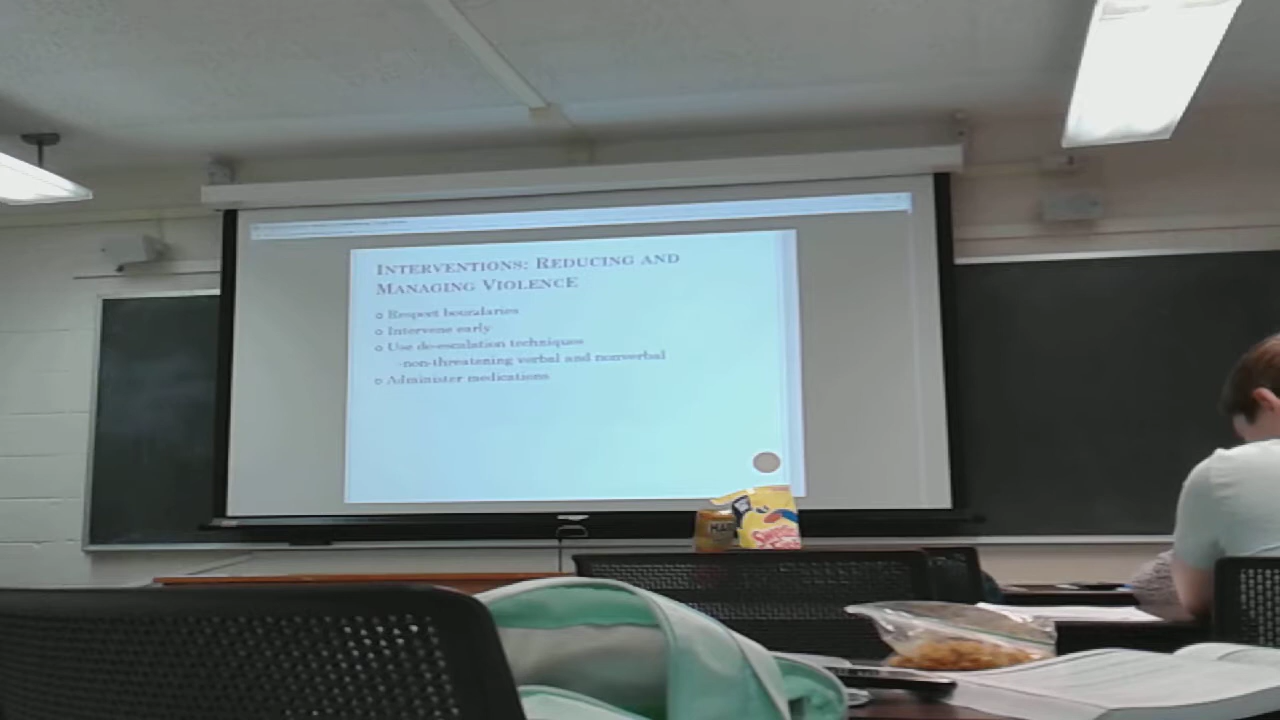 INTERVENTIONS: REDUCING AND
MANAGING VIOLENCE
Respect boundaries
Intervene early
Use de-escalation techniques
-non-threatening verbal and nonverbal
Administer medications